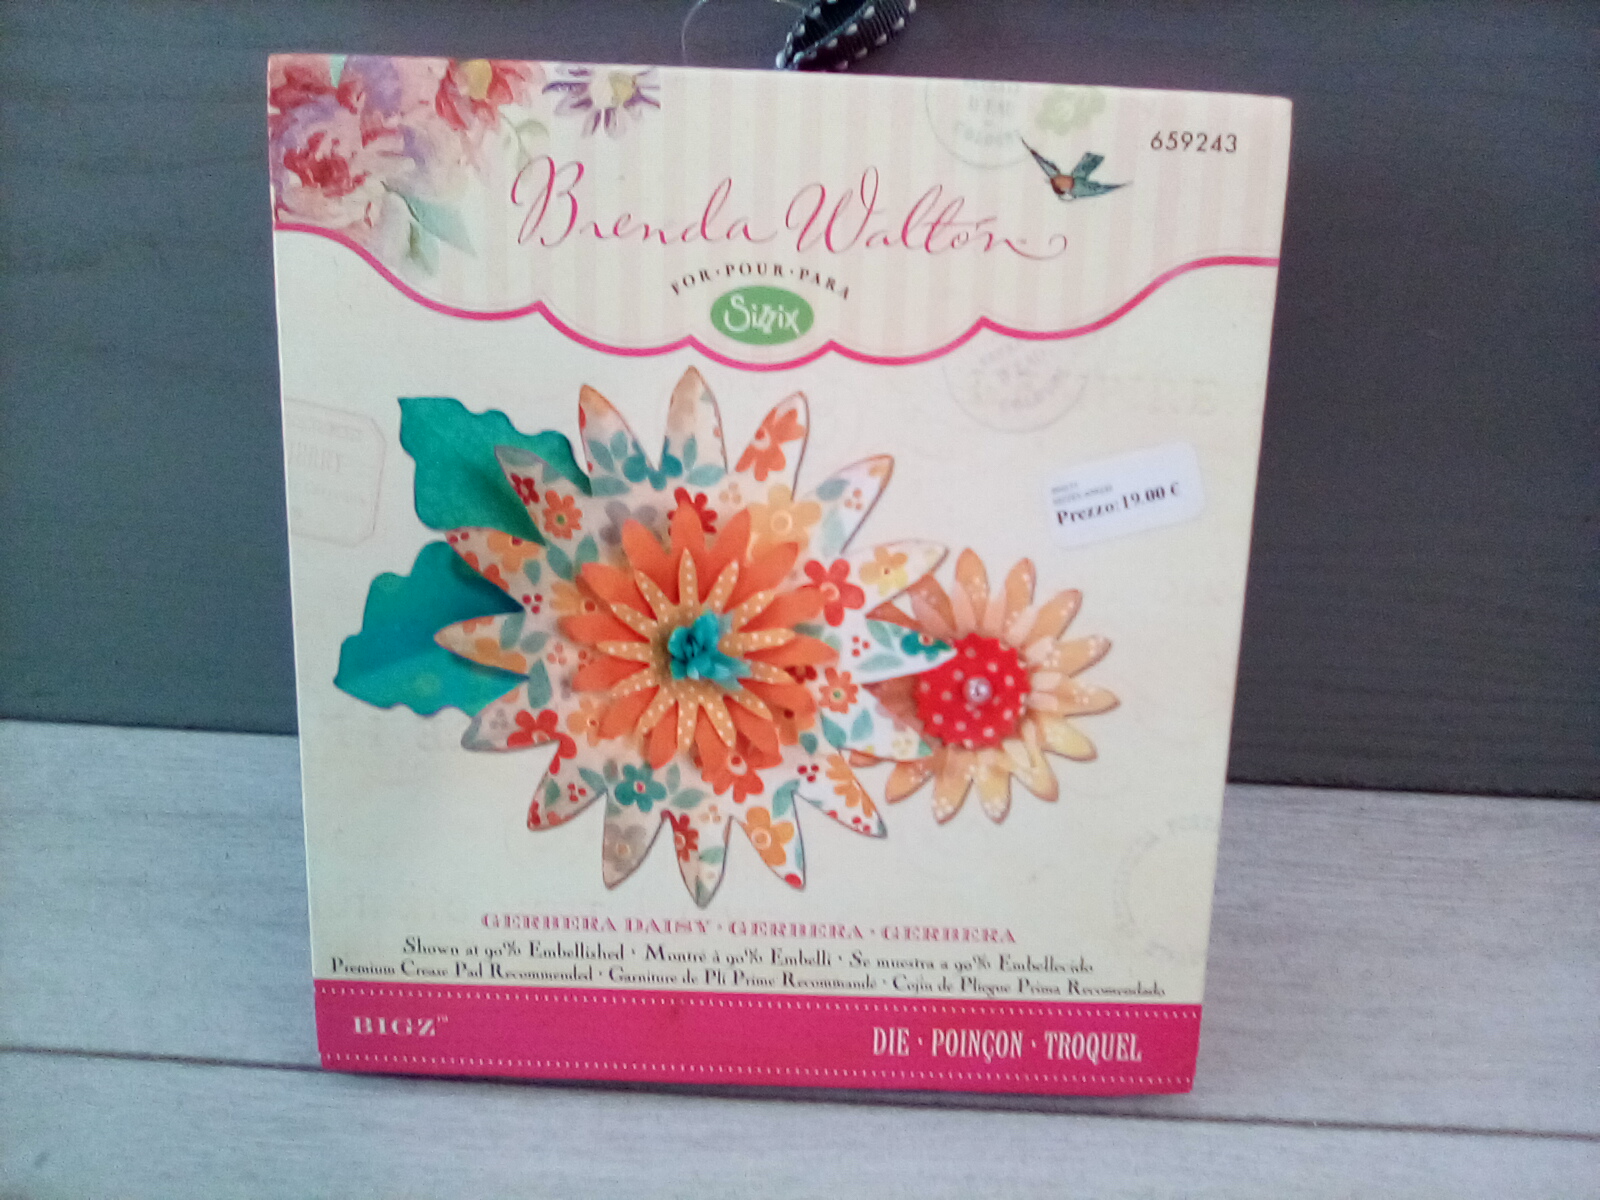 659243
Brenda Walton
FOR · POUR · PARA
Sizzix
Prezzo: 19.00 €
GERBERA DAISY · GERBERA · GERBERA
Shown at 90% Embellished · Montré à 90% Embelli · Se muestra a 90% Embellecido
Premium Crease Pad Recommended · Garniture de Pli Prime Recommandé · Cojin de Pliegue Prima Recomendado
BIGZ™
DIE · POINÇON · TROQUEL